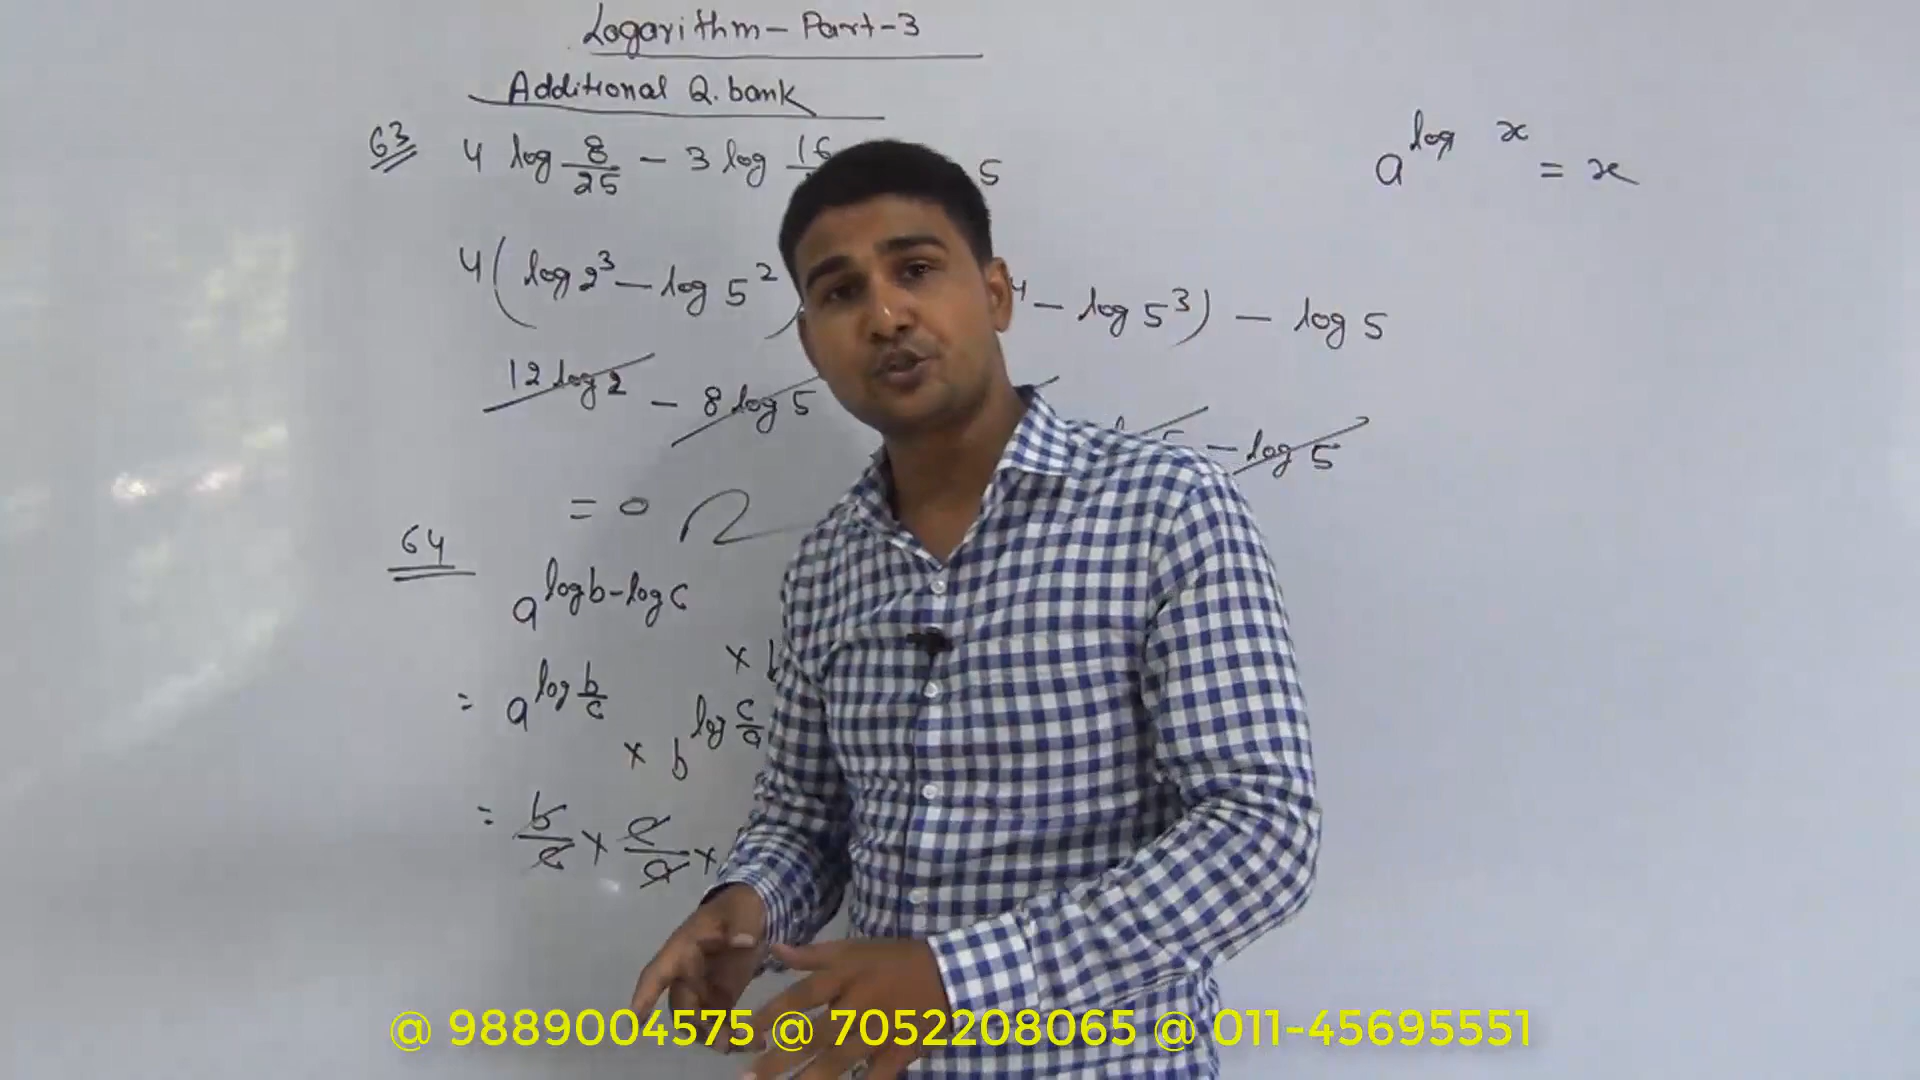 Logarithm - Part-3
Additional Q. bank
63 4 log 8/25 - 3 log 16 5
a^log x = x
4 ( log 2^3 - log 5^2 ) 4 - log 5^3 ) - log 5
12 log 2 - 8 log 5 - log 5
= 0
64
a^log b - log c
× b
= a^log b/c × b^log c/a
= b/c × c/a ×
@ 9889004575 @ 7052208065 @ 011-45695551